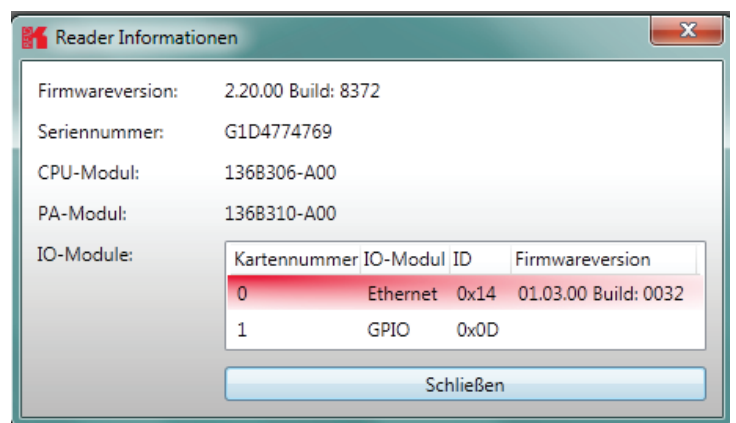 Reader Informationen
Firmwareversion: 2.20.00 Build: 8372
Seriennummer: G1D4774769
CPU-Modul: 136B306-A00
PA-Modul: 136B310-A00
IO-Module:
Kartennummer IO-Modul ID Firmwareversion
0 Ethernet 0x14 01.03.00 Build: 0032
1 GPIO 0x0D
Schließen